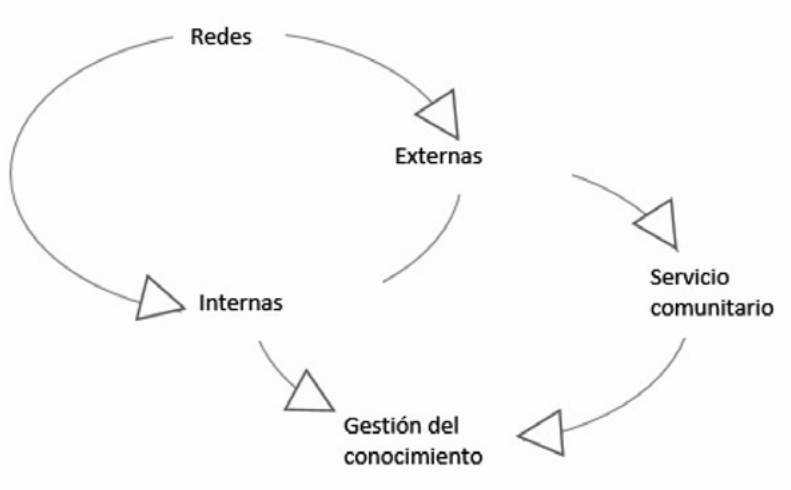 Redes
Externas
Servicio
comunitario
Internas
Gestión del
conocimiento